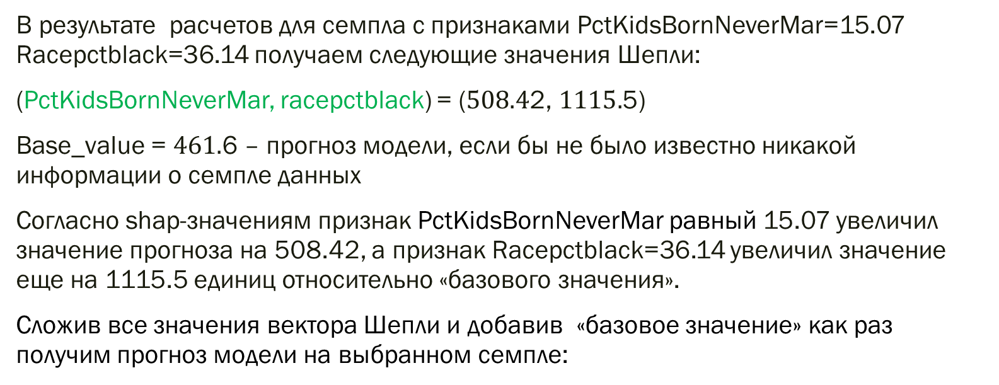 В результате  расчетов для семпла с признаками PctKidsBornNeverMar=15.07
Racepctblack=36.14 получаем следующие значения Шепли:
(PctKidsBornNeverMar, racepctblack) = (508.42, 1115.5)
Base_value = 461.6 – прогноз модели, если бы не было известно никакой
информации о семпле данных
Согласно shap-значениям признак PctKidsBornNeverMar равный 15.07 увеличил
значение прогноза на 508.42, а признак Racepctblack=36.14 увеличил значение
еще на 1115.5 единиц относительно «базового значения».
Сложив все значения вектора Шепли и добавив  «базовое значение» как раз
получим прогноз модели на выбранном семпле: